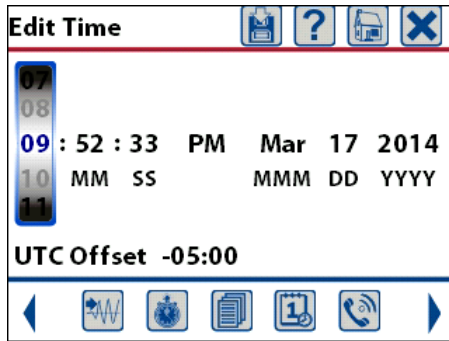 Edit Time
?
07
08
09 : 52 : 33 PM Mar 17 2014
10 MM SS MMM DD YYYY
11
UTC Offset -05:00
1